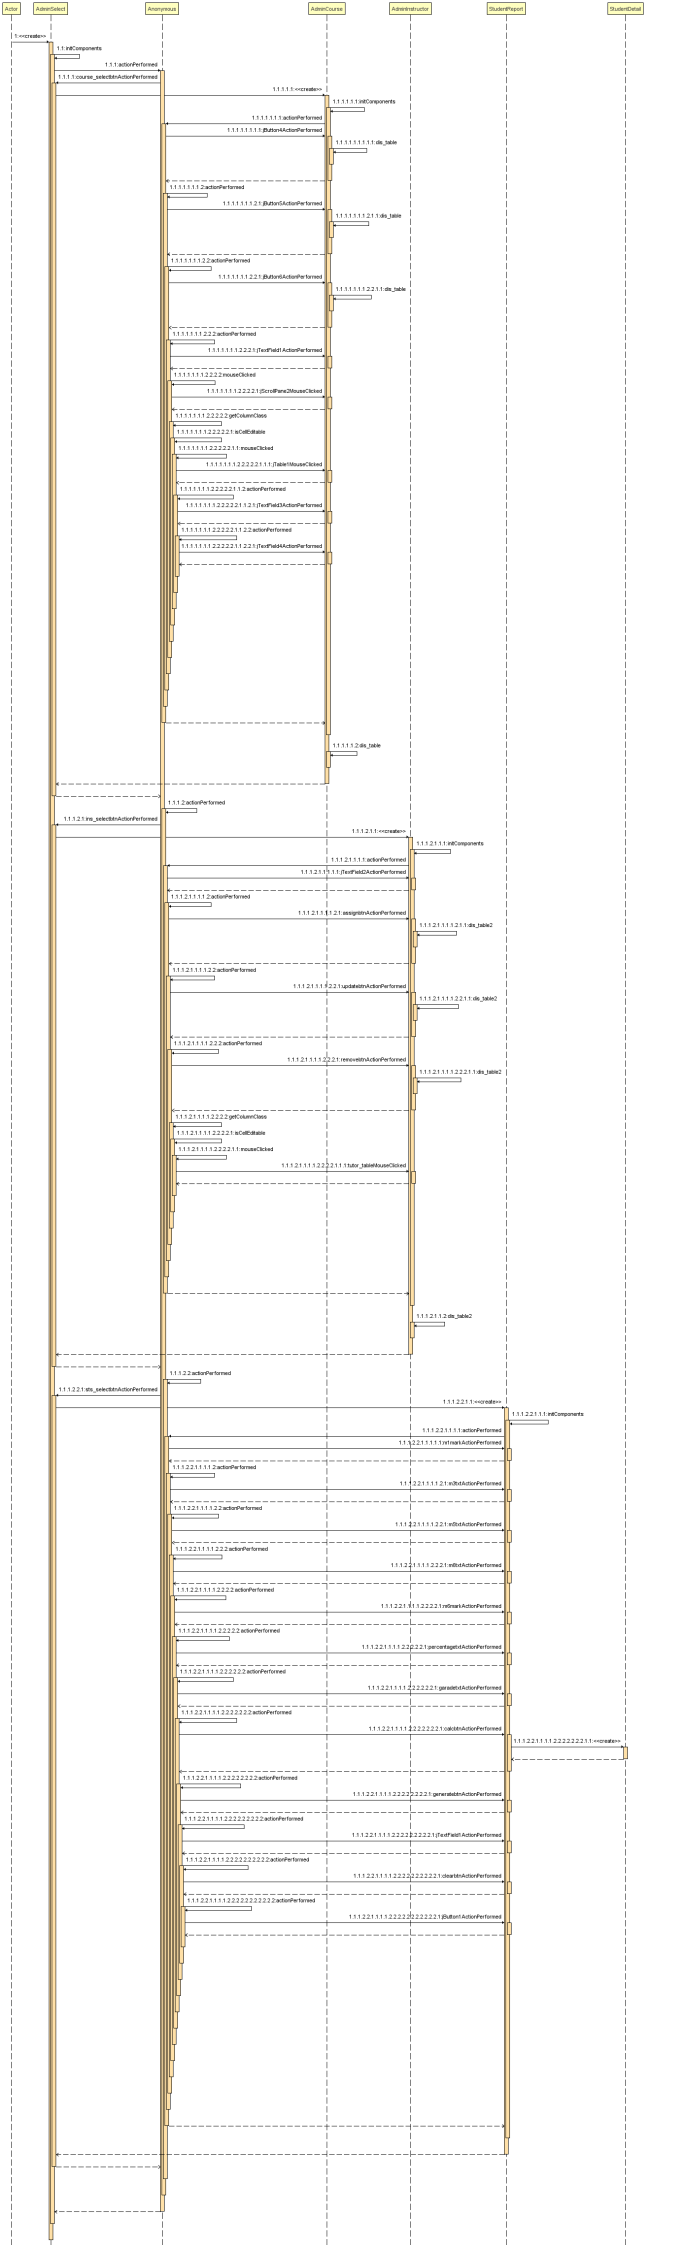 Actor
AdminSelect
Anonymous
AdminCourse
AdminInstructor
StudentReport
StudentDetail
1:<<create>>
1.1:initComponents
1.1.1:actionPerformed
1.1.1.1:course_selectbtnActionPerformed
1.1.1.1.1:<<create>>
1.1.1.1.1.1:initComponents
1.1.1.1.1.1.1:actionPerformed
1.1.1.1.1.1.1.1:jButton4ActionPerformed
1.1.1.1.1.1.1.1.1:dis_table
1.1.1.1.1.1.1.2:actionPerformed
1.1.1.1.1.1.1.2.1:jButton5ActionPerformed
1.1.1.1.1.1.1.2.1.1:dis_table
1.1.1.1.1.1.1.2.2:actionPerformed
1.1.1.1.1.1.1.2.2.1:jButton6ActionPerformed
1.1.1.1.1.1.1.2.2.1.1:dis_table
1.1.1.1.1.1.1.2.2.2:actionPerformed
1.1.1.1.1.1.1.2.2.2.1:jTextField1ActionPerformed
1.1.1.1.1.1.1.2.2.2.2:mouseClicked
1.1.1.1.1.1.1.2.2.2.2.1:jScrollPane2MouseClicked
1.1.1.1.1.1.1.2.2.2.2.2:getColumnClass
1.1.1.1.1.1.1.2.2.2.2.2.1:isCellEditable
1.1.1.1.1.1.1.2.2.2.2.2.1.1:mouseClicked
1.1.1.1.1.1.1.2.2.2.2.2.1.1.1:jTable1MouseClicked
1.1.1.1.1.1.1.2.2.2.2.2.1.1.2:actionPerformed
1.1.1.1.1.1.1.2.2.2.2.2.1.1.2.1:jTextField3ActionPerformed
1.1.1.1.1.1.1.2.2.2.2.2.1.1.2.2:actionPerformed
1.1.1.1.1.1.1.2.2.2.2.2.1.1.2.2.1:jTextField4ActionPerformed
1.1.1.1.1.2:dis_table
1.1.1.2:actionPerformed
1.1.1.2.1:ins_selectbtnActionPerformed
1.1.1.2.1.1:<<create>>
1.1.1.2.1.1.1:initComponents
1.1.1.2.1.1.1.1:actionPerformed
1.1.1.2.1.1.1.1.1:jTextField2ActionPerformed
1.1.1.2.1.1.1.1.2:actionPerformed
1.1.1.2.1.1.1.1.2.1:assignbtnActionPerformed
1.1.1.2.1.1.1.1.2.1.1:dis_table2
1.1.1.2.1.1.1.1.2.2:actionPerformed
1.1.1.2.1.1.1.1.2.2.1:updatebtnActionPerformed
1.1.1.2.1.1.1.1.2.2.1.1:dis_table2
1.1.1.2.1.1.1.1.2.2.2:actionPerformed
1.1.1.2.1.1.1.1.2.2.2.1:removebtnActionPerformed
1.1.1.2.1.1.1.1.2.2.2.1.1:dis_table2
1.1.1.2.1.1.1.1.2.2.2.2:getColumnClass
1.1.1.2.1.1.1.1.2.2.2.2.1:isCellEditable
1.1.1.2.1.1.1.1.2.2.2.2.1.1:mouseClicked
1.1.1.2.1.1.1.1.2.2.2.2.1.1.1:tutor_tableMouseClicked
1.1.1.2.1.1.2:dis_table2
1.1.1.2.2:actionPerformed
1.1.1.2.2.1:sto_selectbtnActionPerformed
1.1.1.2.2.1.1:<<create>>
1.1.1.2.2.1.1.1:initComponents
1.1.1.2.2.1.1.1.1:actionPerformed
1.1.1.2.2.1.1.1.1.1:m1markActionPerformed
1.1.1.2.2.1.1.1.1.2:actionPerformed
1.1.1.2.2.1.1.1.1.2.1:m3txtActionPerformed
1.1.1.2.2.1.1.1.1.2.2:actionPerformed
1.1.1.2.2.1.1.1.1.2.2.1:m5txtActionPerformed
1.1.1.2.2.1.1.1.1.2.2.2:actionPerformed
1.1.1.2.2.1.1.1.1.2.2.2.1:m6txtActionPerformed
1.1.1.2.2.1.1.1.1.2.2.2.2:actionPerformed
1.1.1.2.2.1.1.1.1.2.2.2.2.1:m6markActionPerformed
1.1.1.2.2.1.1.1.1.2.2.2.2.2:actionPerformed
1.1.1.2.2.1.1.1.1.2.2.2.2.2.1:percentagetxtActionPerformed
1.1.1.2.2.1.1.1.1.2.2.2.2.2.2:actionPerformed
1.1.1.2.2.1.1.1.1.2.2.2.2.2.2.1:garadetxtActionPerformed
1.1.1.2.2.1.1.1.1.2.2.2.2.2.2.2:actionPerformed
1.1.1.2.2.1.1.1.1.2.2.2.2.2.2.2.1:calcbtnActionPerformed
1.1.1.2.2.1.1.1.1.2.2.2.2.2.2.2.1.1:<<create>>
1.1.1.2.2.1.1.1.1.2.2.2.2.2.2.2.2:actionPerformed
1.1.1.2.2.1.1.1.1.2.2.2.2.2.2.2.2.1:generatebtnActionPerformed
1.1.1.2.2.1.1.1.1.2.2.2.2.2.2.2.2.2:actionPerformed
1.1.1.2.2.1.1.1.1.2.2.2.2.2.2.2.2.2.1:jTextField1ActionPerformed
1.1.1.2.2.1.1.1.1.2.2.2.2.2.2.2.2.2.2:actionPerformed
1.1.1.2.2.1.1.1.1.2.2.2.2.2.2.2.2.2.2.1:clearbtnActionPerformed
1.1.1.2.2.1.1.1.1.2.2.2.2.2.2.2.2.2.2.2:actionPerformed
1.1.1.2.2.1.1.1.1.2.2.2.2.2.2.2.2.2.2.2.1:jButton1ActionPerformed